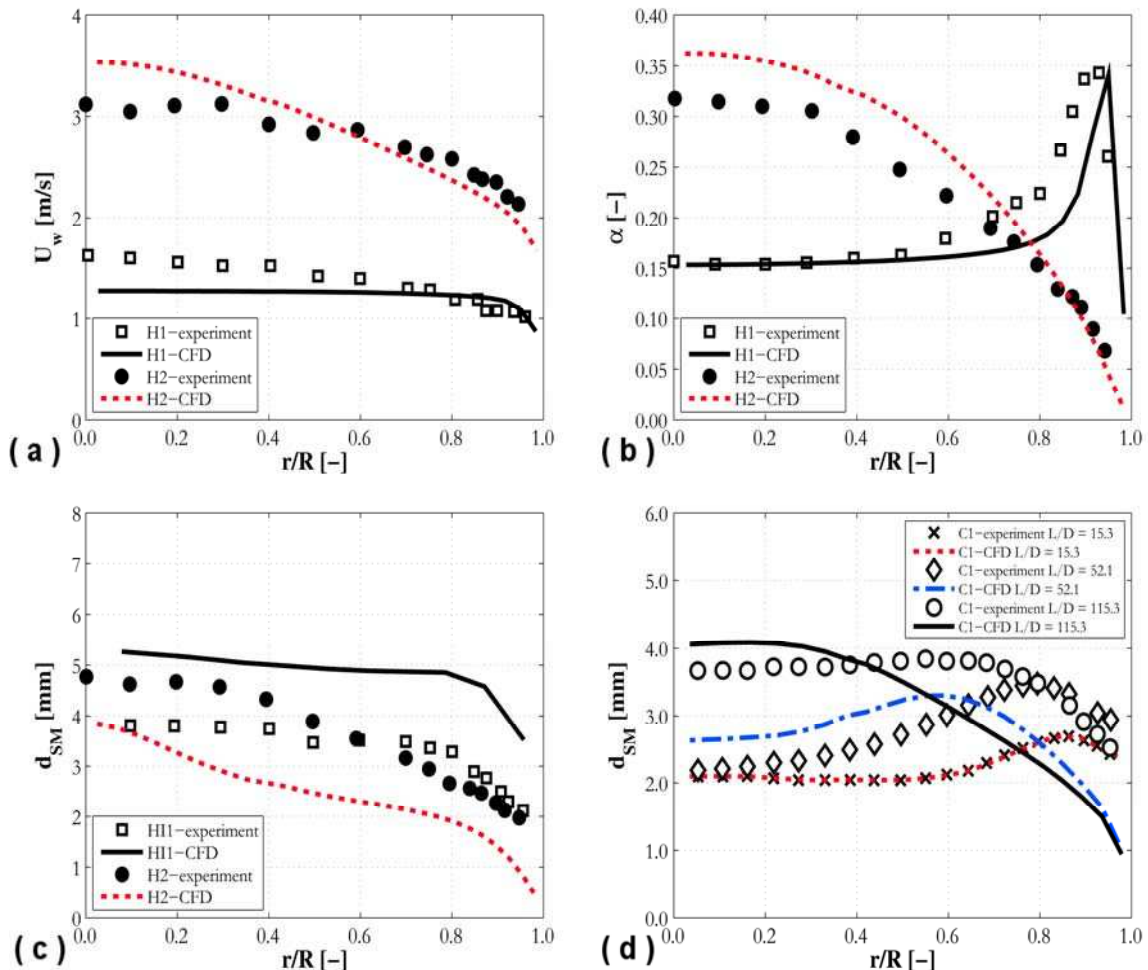 4
3
2
1
0
U_w [m/s]
H1-experiment
H1-CFD
H2-experiment
H2-CFD
0.0 0.2 0.4 0.6 0.8 1.0
r/R [-]
( a )
0.40
0.35
0.30
0.25
0.20
0.15
0.10
0.05
0.00
α [-]
H1-experiment
H1-CFD
H2-experiment
H2-CFD
0.0 0.2 0.4 0.6 0.8 1.0
r/R [-]
( b )
8
7
6
5
4
3
2
1
0
d_SM [mm]
HI1-experiment
HI1-CFD
H2-experiment
H2-CFD
0.0 0.2 0.4 0.6 0.8 1.0
r/R [-]
( c )
6.0
5.0
4.0
3.0
2.0
1.0
0.0
d_SM [mm]
C1-experiment L/D = 15.3
C1-CFD L/D = 15.3
C1-experiment L/D = 52.1
C1-CFD L/D = 52.1
C1-experiment L/D = 115.3
C1-CFD L/D = 115.3
0.0 0.2 0.4 0.6 0.8 1.0
r/R [-]
( d )